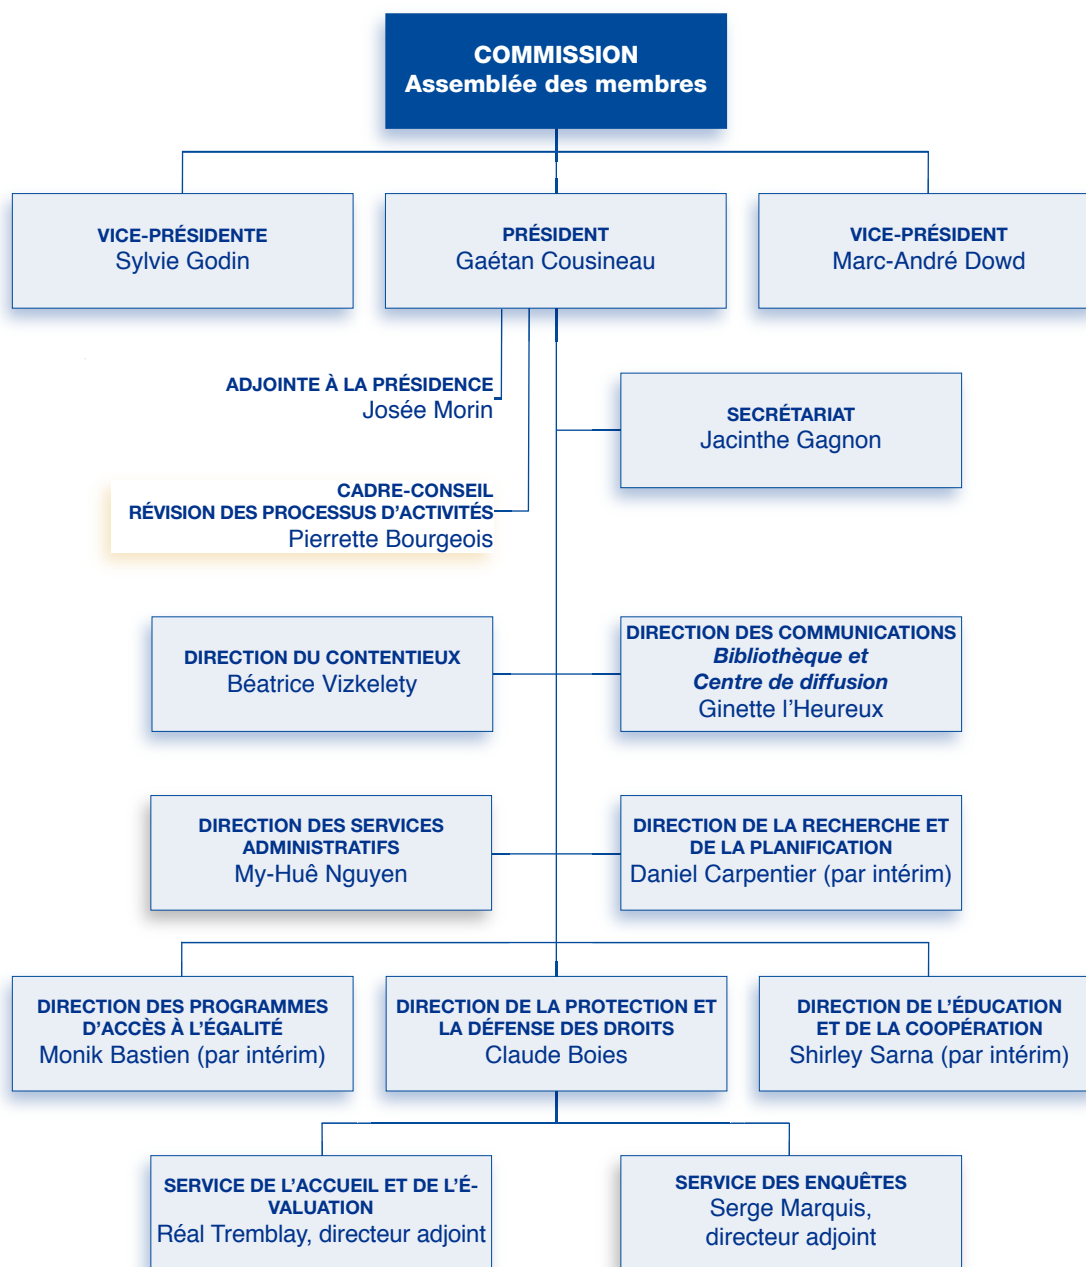 COMMISSION
Assemblée des membres
VICE-PRÉSIDENTE
Sylvie Godin
PRÉSIDENT
Gaétan Cousineau
VICE-PRÉSIDENT
Marc-André Dowd
ADJOINTE À LA PRÉSIDENCE
Josée Morin
SECRÉTARIAT
Jacinthe Gagnon
CADRE-CONSEIL
RÉVISION DES PROCESSUS D’ACTIVITÉS
Pierrette Bourgeois
DIRECTION DU CONTENTIEUX
Béatrice Vizkelety
DIRECTION DES COMMUNICATIONS
Bibliothèque et
Centre de diffusion
Ginette l’Heureux
DIRECTION DES SERVICES
ADMINISTRATIFS
My-Huê Nguyen
DIRECTION DE LA RECHERCHE ET
DE LA PLANIFICATION
Daniel Carpentier (par intérim)
DIRECTION DES PROGRAMMES
D’ACCÈS À L’ÉGALITÉ
Monik Bastien (par intérim)
DIRECTION DE LA PROTECTION ET
LA DÉFENSE DES DROITS
Claude Boies
DIRECTION DE L’ÉDUCATION
ET DE LA COOPÉRATION
Shirley Sarna (par intérim)
SERVICE DE L’ACCUEIL ET DE L’É-
VALUATION
Réal Tremblay, directeur adjoint
SERVICE DES ENQUÊTES
Serge Marquis,
directeur adjoint